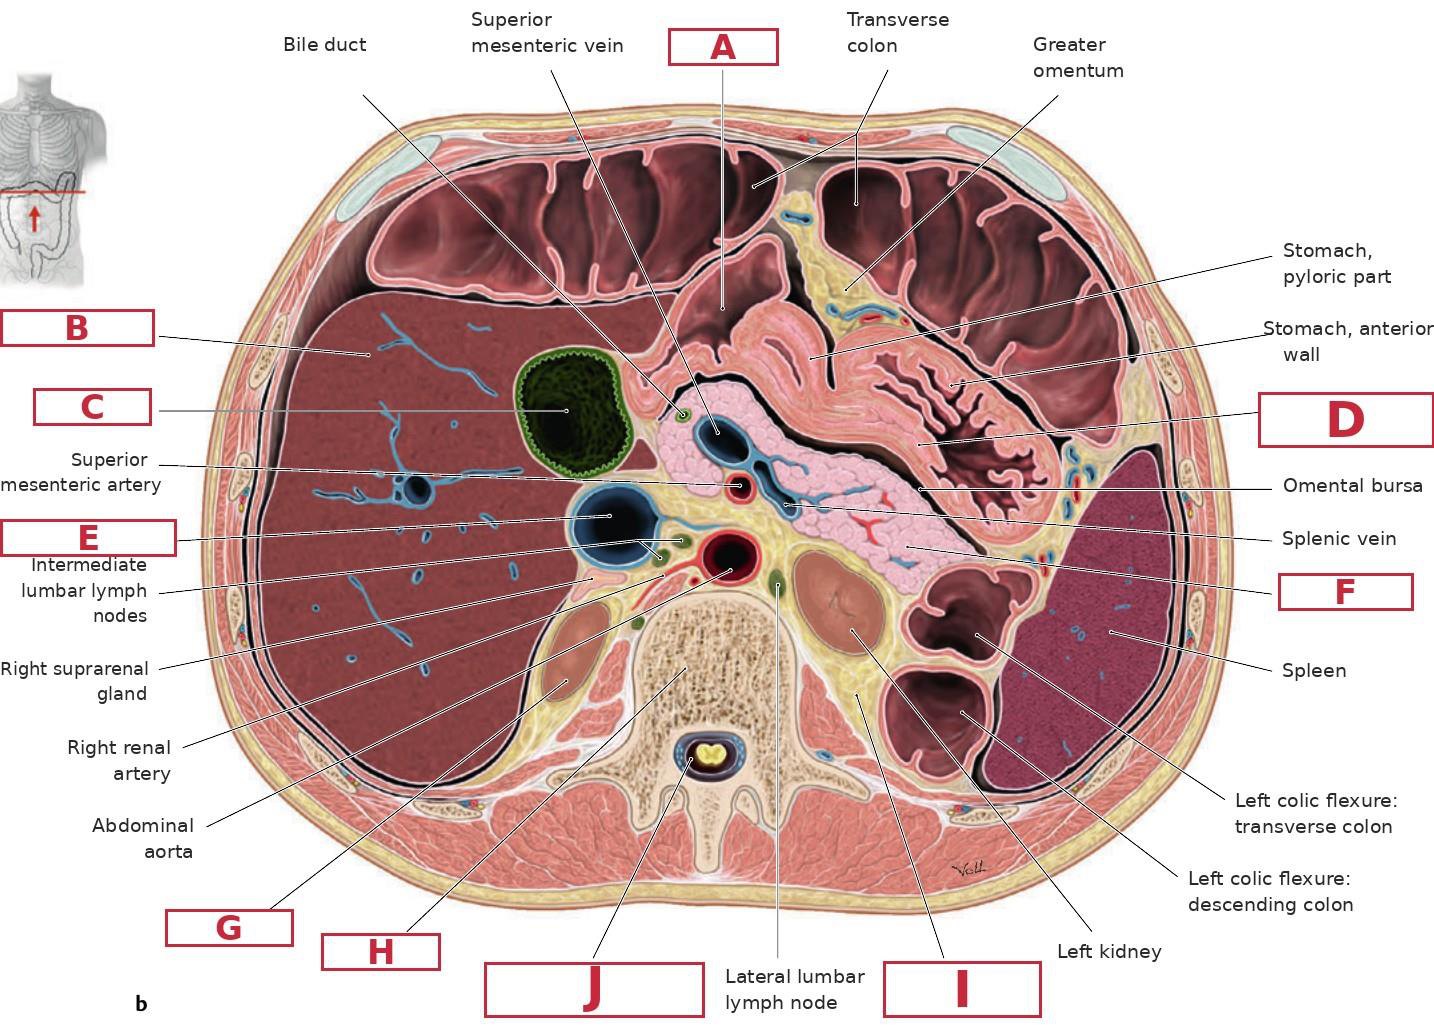 Bile duct
Superior
mesenteric vein
A
Transverse
colon
Greater
omentum
Stomach,
pyloric part
Stomach, anterior
wall
D
Omental bursa
Splenic vein
F
Spleen
Left colic flexure:
transverse colon
Left colic flexure:
descending colon
Left kidney
I
Lateral lumbar
lymph node
J
H
G
Abdominal
aorta
Right renal
artery
Right suprarenal
gland
Intermediate
lumbar lymph
nodes
E
Superior
mesenteric artery
C
B
Voll
b